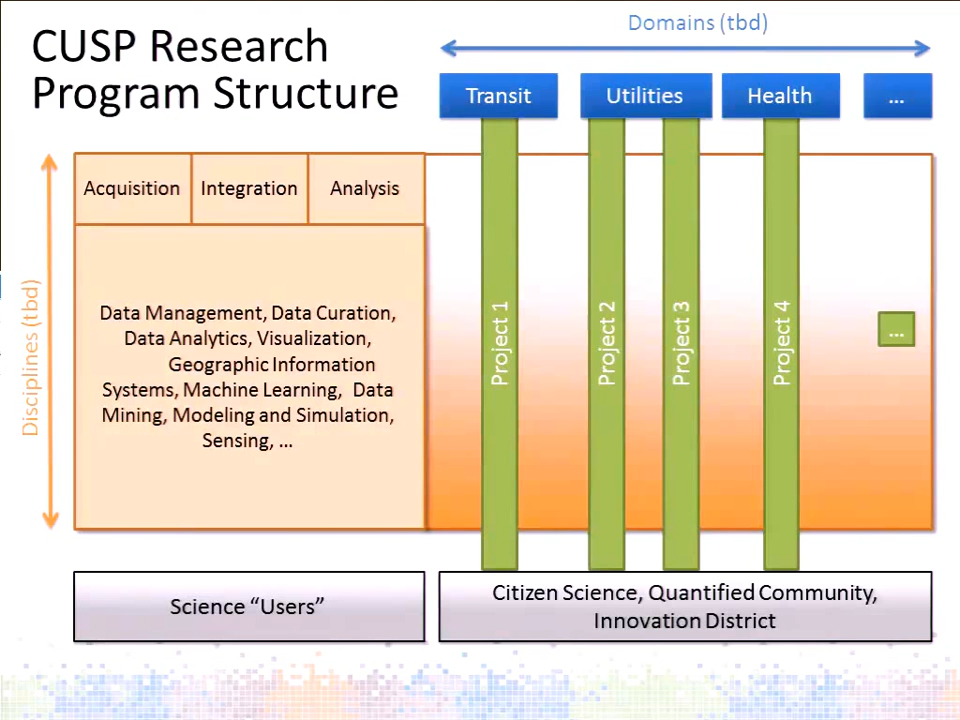 CUSP Research
Program Structure
Domains (tbd)
Transit
Utilities
Health
...
Disciplines (tbd)
Acquisition
Integration
Analysis
Data Management, Data Curation,
Data Analytics, Visualization,
Geographic Information
Systems, Machine Learning, Data
Mining, Modeling and Simulation,
Sensing, ...
Project 1
Project 2
Project 3
Project 4
...
Science “Users”
Citizen Science, Quantified Community,
Innovation District